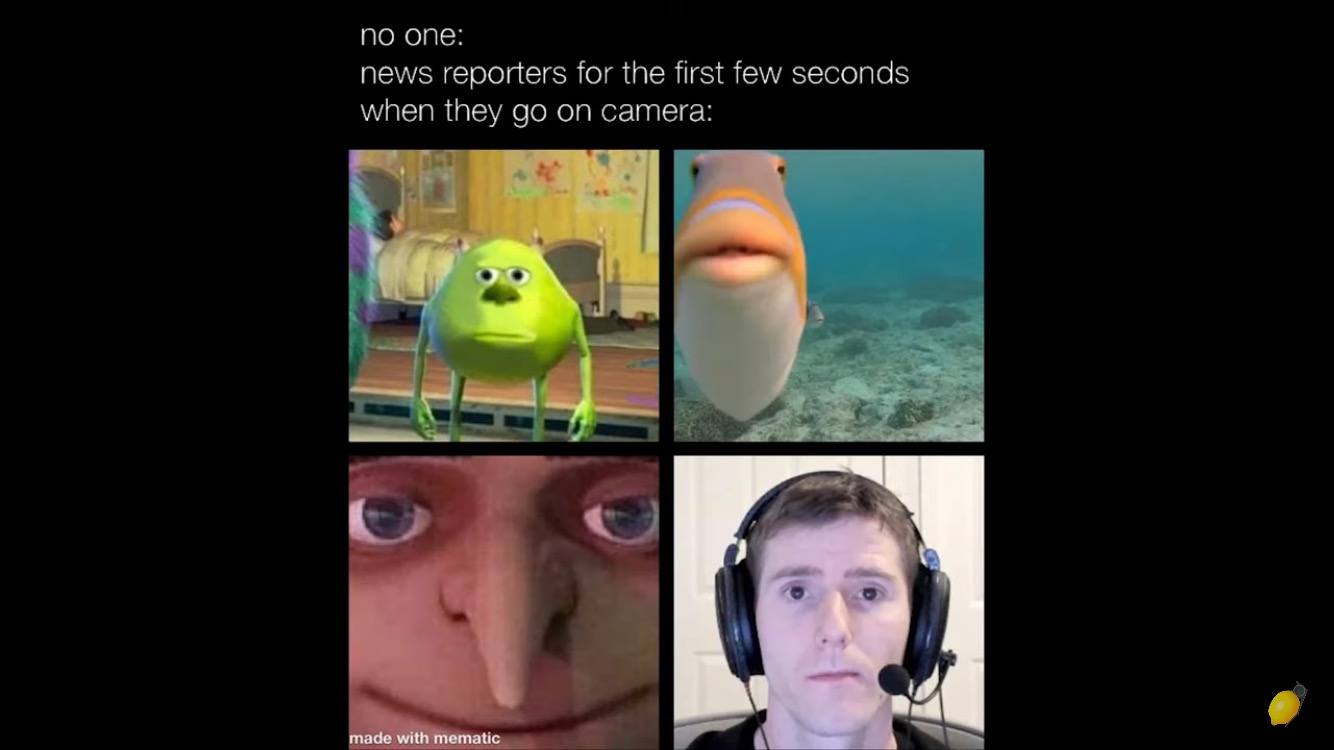 no one:
news reporters for the first few seconds
when they go on camera:
made with mematic